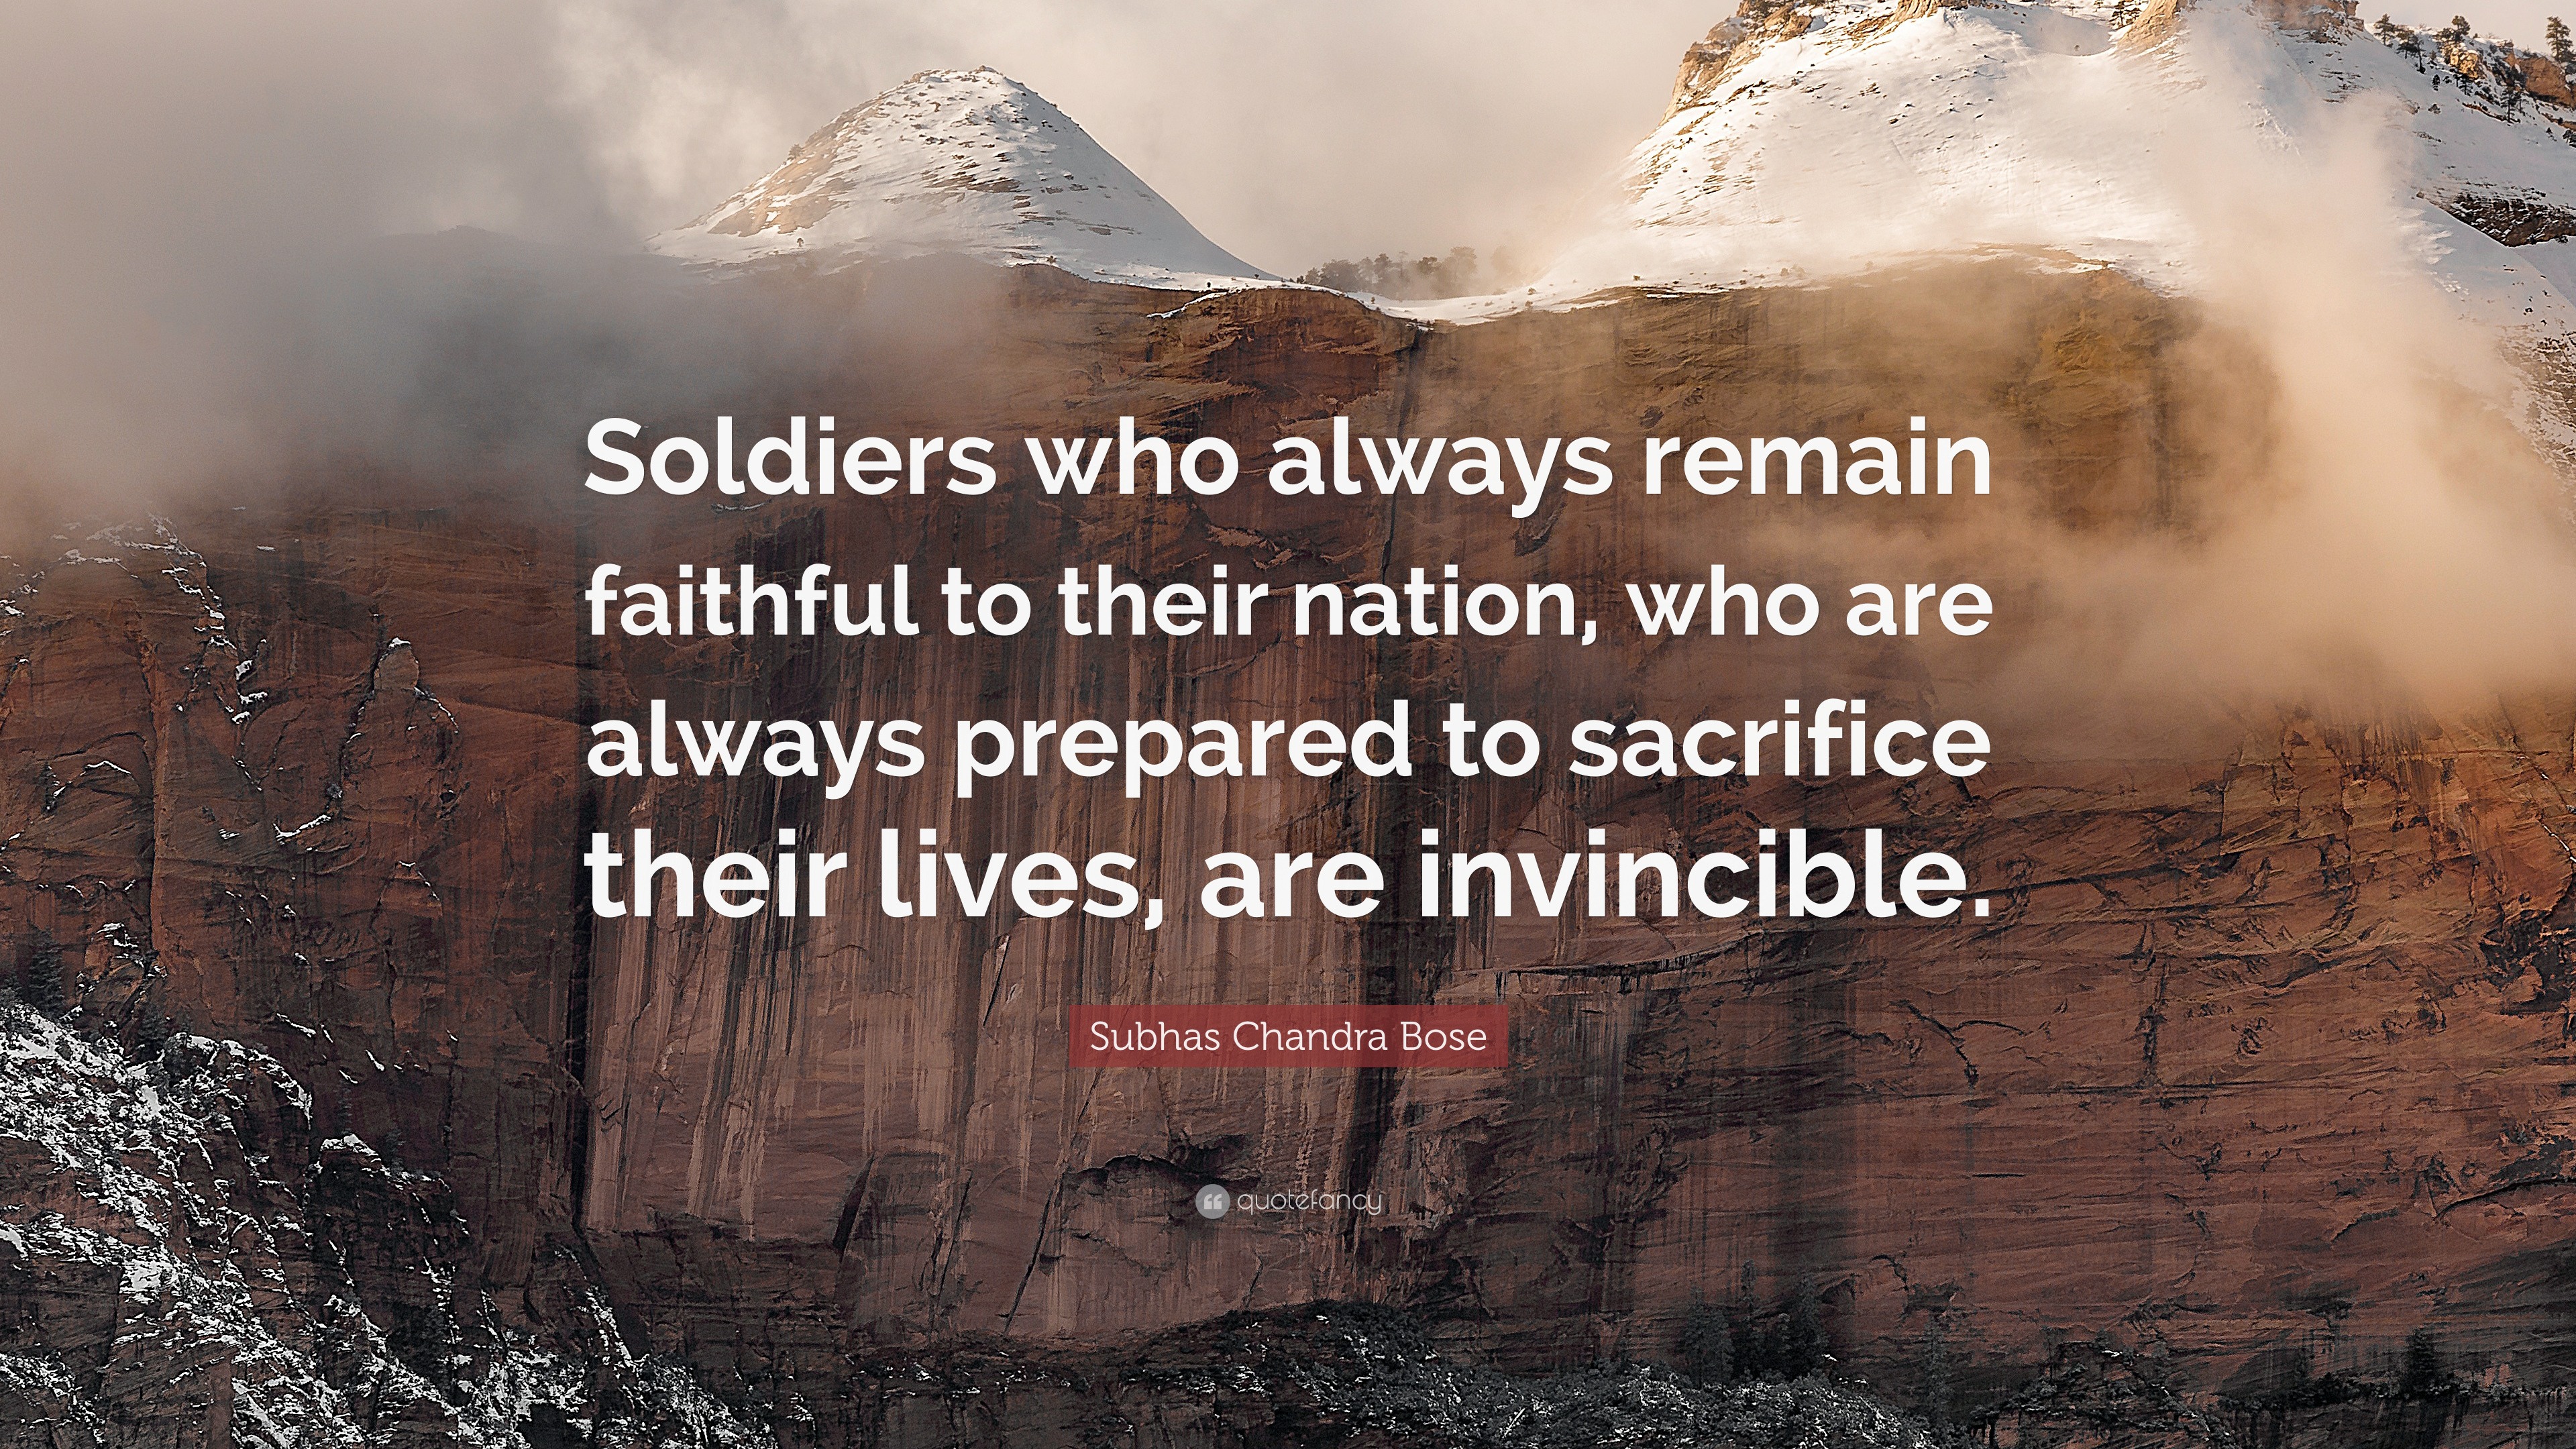 Soldiers who always remain
faithful to their nation, who are
always prepared to sacrifice
their lives, are invincible.
Subhas Chandra Bose
quotefancy